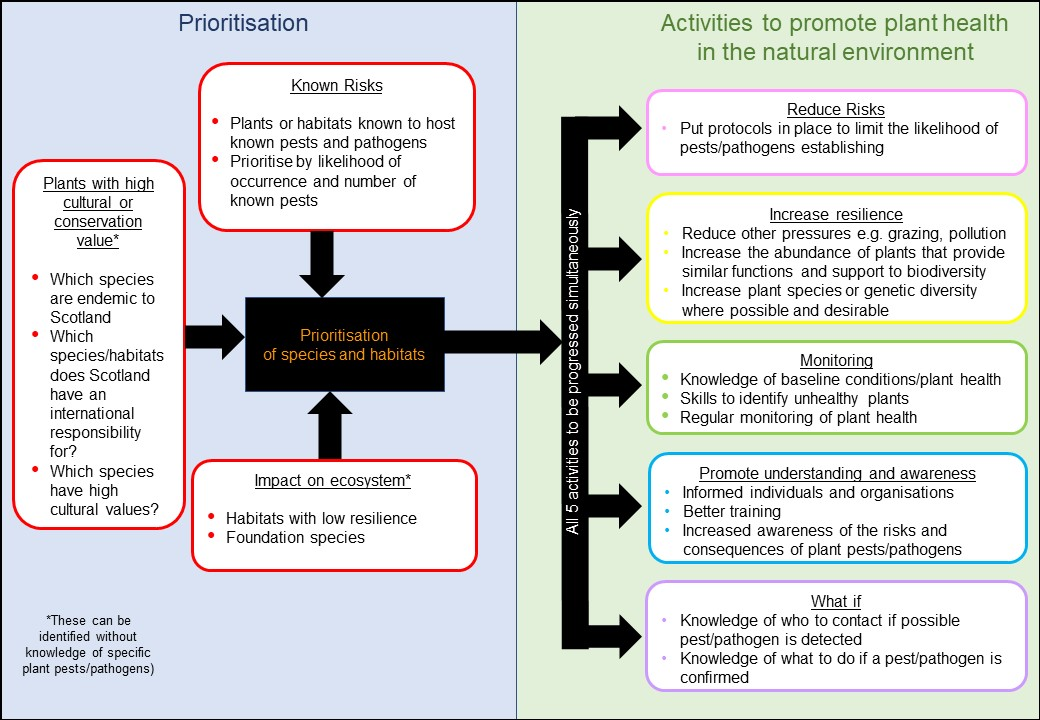 Prioritisation
Known Risks
• Plants or habitats known to host
known pests and pathogens
• Prioritise by likelihood of
occurrence and number of
known pests
Plants with high
cultural or
conservation
value*
• Which species
are endemic to
Scotland
• Which
species/habitats
does Scotland
have an
international
responsibility
for?
• Which species
have high
cultural values?
Prioritisation
of species and habitats
Impact on ecosystem*
• Habitats with low resilience
• Foundation species
*These can be
identified without
knowledge of specific
plant pests/pathogens)
Activities to promote plant health
in the natural environment
All 5 activities to be progressed simultaneously
Reduce Risks
• Put protocols in place to limit the likelihood of
pests/pathogens establishing
Increase resilience
• Reduce other pressures e.g. grazing, pollution
• Increase the abundance of plants that provide
similar functions and support to biodiversity
• Increase plant species or genetic diversity
where possible and desirable
Monitoring
• Knowledge of baseline conditions/plant health
• Skills to identify unhealthy plants
• Regular monitoring of plant health
Promote understanding and awareness
• Informed individuals and organisations
• Better training
• Increased awareness of the risks and
consequences of plant pests/pathogens
What if
• Knowledge of who to contact if possible
pest/pathogen is detected
• Knowledge of what to do if a pest/pathogen is
confirmed